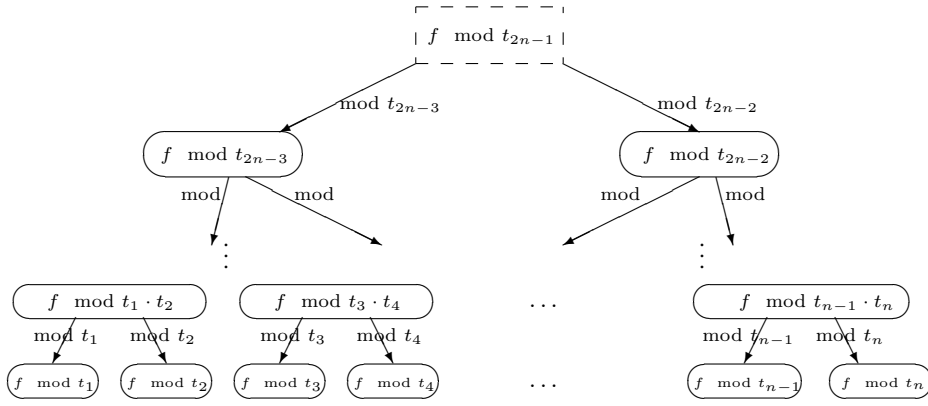 f mod t_{2n−1}
mod t_{2n−3} mod t_{2n−2}
f mod t_{2n−3} f mod t_{2n−2}
mod mod mod mod
⋮ ⋮
f mod t_1 · t_2 f mod t_3 · t_4 ... f mod t_{n−1} · t_n
mod t_1 mod t_2 mod t_3 mod t_4 mod t_{n−1} mod t_n
f mod t_1 f mod t_2 f mod t_3 f mod t_4 ... f mod t_{n−1} f mod t_n